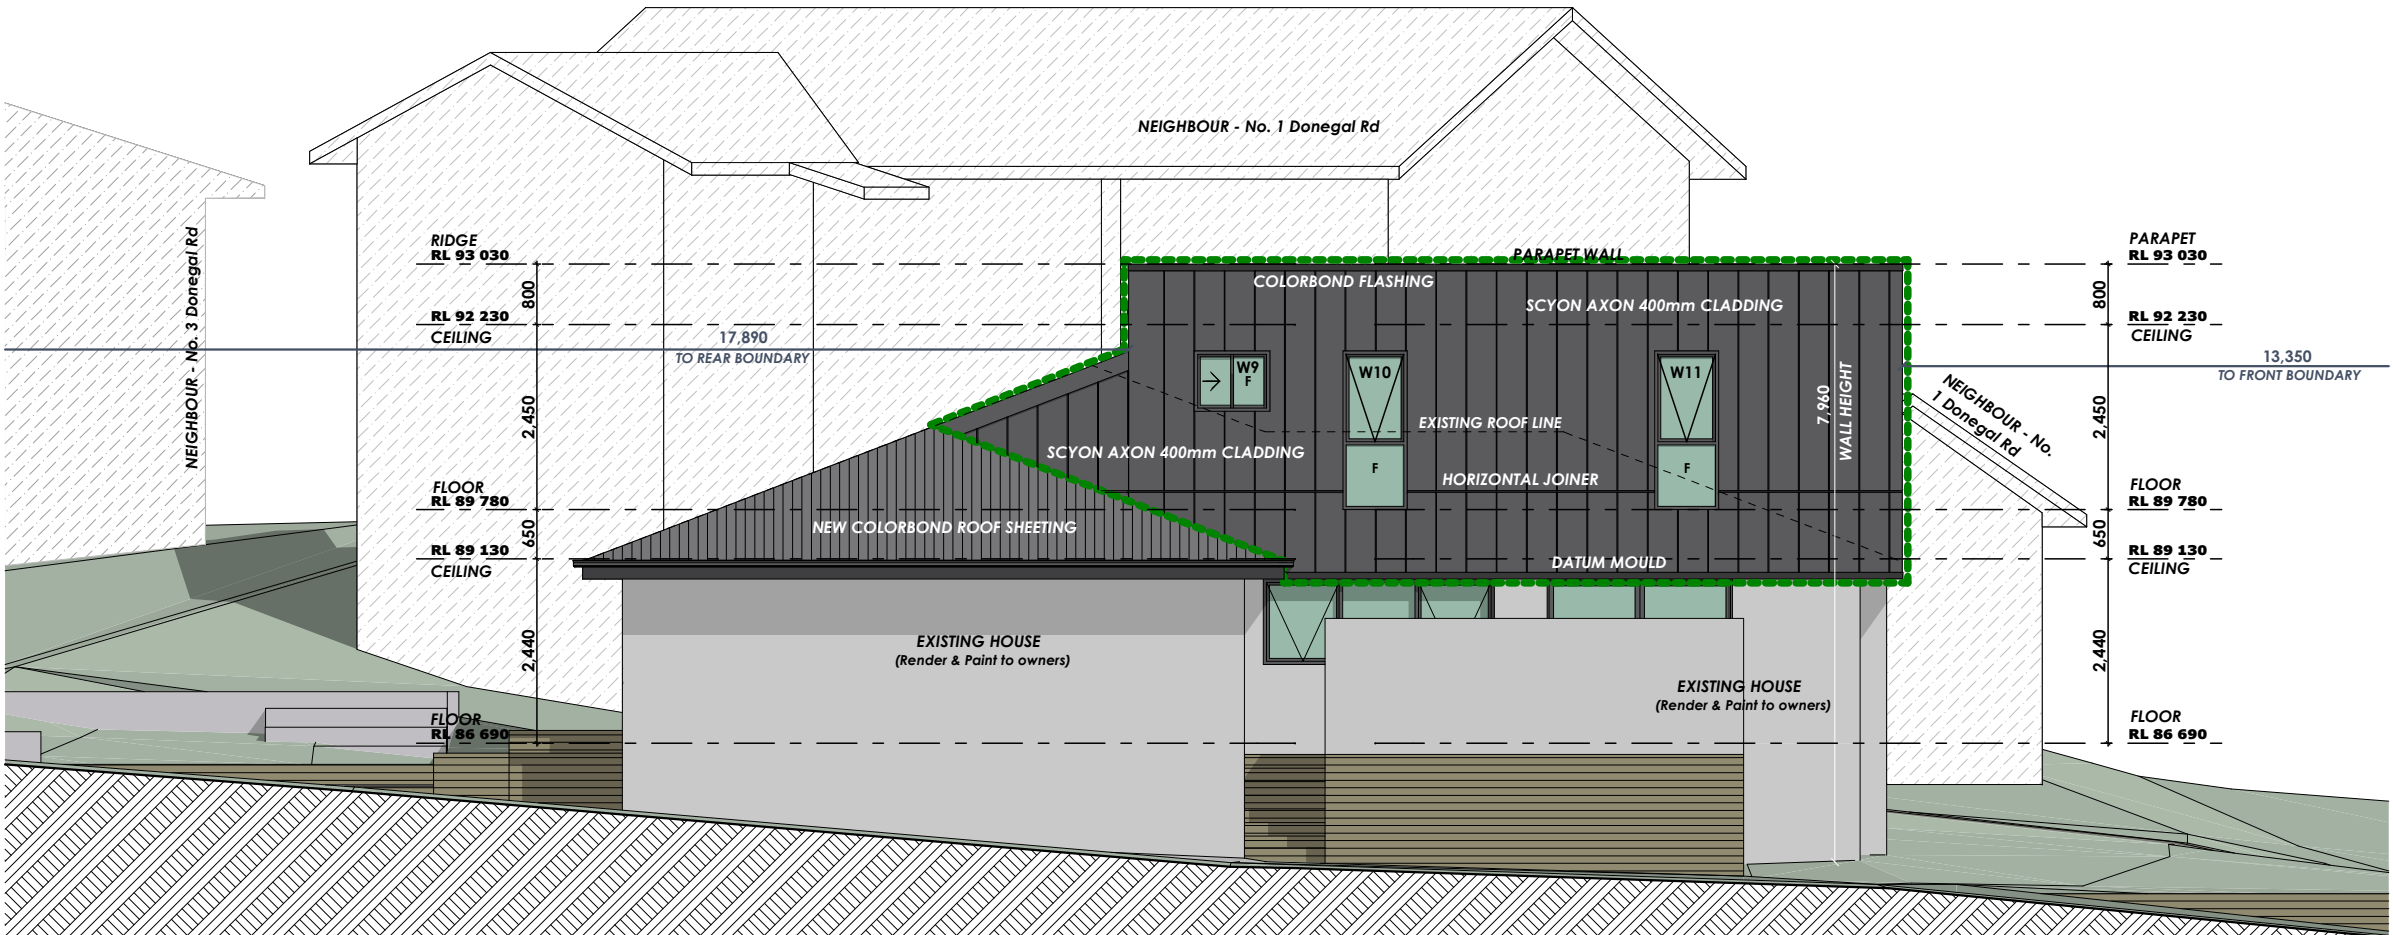 NEIGHBOUR - No. 1 Donegal Rd
NEIGHBOUR - No. 3 Donegal Rd
RIDGE
RL 93 030
800
RL 92 230
CEILING
17,890
TO REAR BOUNDARY
2,450
FLOOR
RL 89 780
650
RL 89 130
CEILING
2,440
FLOOR
RL 86 690
PARAPET WALL
COLORBOND FLASHING
SCYON AXON 400mm CLADDING
W9
F
W10
F
W11
F
EXISTING ROOF LINE
SCYON AXON 400mm CLADDING
HORIZONTAL JOINER
7,960
WALL HEIGHT
NEW COLORBOND ROOF SHEETING
DATUM MOULD
EXISTING HOUSE
(Render & Paint to owners)
EXISTING HOUSE
(Render & Paint to owners)
PARAPET
RL 93 030
800
RL 92 230
CEILING
13,350
TO FRONT BOUNDARY
NEIGHBOUR - No.
1 Donegal Rd
2,450
FLOOR
RL 89 780
650
RL 89 130
CEILING
2,440
FLOOR
RL 86 690